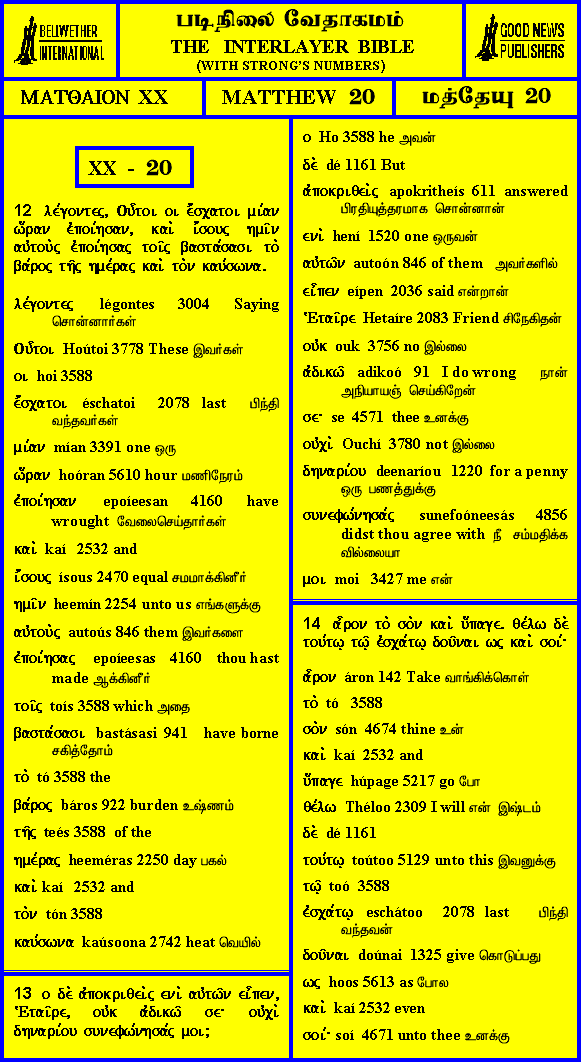 BELLWETHER
INTERNATIONAL
படிநிலை வேதாகமம்
THE INTERLAYER BIBLE
(WITH STRONG'S NUMBERS)
GOOD NEWS
PUBLISHERS
ΜΑΤΘΑΙΟΝ XX
MATTHEW 20
மத்தேயு 20
XX - 20
12 λέγοντες, Οὗτοι οι ἔσχατοι μίαν
ὥραν ἐποίησαν, καὶ ἴσους ημῖν
αὐτοὺς ἐποίησας τοῖς βαστάσασι τὸ
βάρος τῆς ημέρας καὶ τὸν καύσωνα.
λέγοντες légontes 3004 Saying
சொன்னார்கள்
Οὗτοι Hoútoi 3778 These இவர்கள்
οι hoi 3588
ἔσχατοι éschatoi 2078 last பிந்தி
வந்தவர்கள்
μίαν mían 3391 one ஒரு
ὥραν hoóran 5610 hour மணிநேரம்
ἐποίησαν epoíeesan 4160 have
wrought வேலைசெய்தார்கள்
καὶ kaí 2532 and
ἴσους ísous 2470 equal சமமாக்கினீர்
ημῖν heemín 2254 unto us எங்களுக்கு
αὐτοὺς autoús 846 them இவர்களை
ἐποίησας epoíeesas 4160 thou hast
made ஆக்கினீர்
τοῖς toís 3588 which அதை
βαστάσασι bastásasi 941 have borne
சகித்தோம்
τὸ tó 3588 the
βάρος báros 922 burden உஷ்ணம்
τῆς teés 3588 of the
ημέρας heeméras 2250 day பகல்
καὶ kaí 2532 and
τὸν tón 3588
καύσωνα kaúsoona 2742 heat வெயில்
13 ο δὲ ἀποκριθεὶς ενὶ αὐτῶν εἶπεν,
Ἑταῖρε, οὐκ ἀδικῶ σε· οὐχὶ
δηναρίου συνεφώνησάς μοι;
ο Ho 3588 he அவன்
δὲ dé 1161 But
ἀποκριθεὶς apokritheís 611 answered
பிரதியுத்தரமாக சொன்னான்
ενὶ hení 1520 one ஒருவன்
αὐτῶν autoón 846 of them அவர்களில்
εἶπεν eípen 2036 said என்றான்
Ἑταῖρε Hetaíre 2083 Friend சிநேகிதன்
οὐκ ouk 3756 no இல்லை
ἀδικῶ adikoó 91 I do wrong நான்
அநியாயஞ் செய்கிறேன்
σε· se 4571 thee உனக்கு
οὐχὶ Ouchí 3780 not இல்லை
δηναρίου deenaríou 1220 for a penny
ஒரு பணத்துக்கு
συνεφώνησάς sunefoóneesás 4856
didst thou agree with நீ சம்மதிக்க
வில்லையா
μοι moi 3427 me என்
14 ἆρον τὸ σὸν καὶ ὕπαγε. θέλω δὲ
τούτῳ τῷ ἐσχάτῳ δοῦναι ως καὶ σοί·
ἆρον áron 142 Take வாங்கிக்கொள்
τὸ tó 3588
σὸν són 4674 thine உன்
καὶ kaí 2532 and
ὕπαγε húpage 5217 go போ
θέλω Théloo 2309 I will என் இஷ்டம்
δὲ dé 1161
τούτῳ toútoo 5129 unto this இவனுக்கு
τῷ toó 3588
ἐσχάτῳ eschátoo 2078 last பிந்தி
வந்தவன்
δοῦναι doúnai 1325 give கொடுப்பது
ως hoos 5613 as போல
καὶ kaí 2532 even
σοί· soí 4671 unto thee உனக்கு